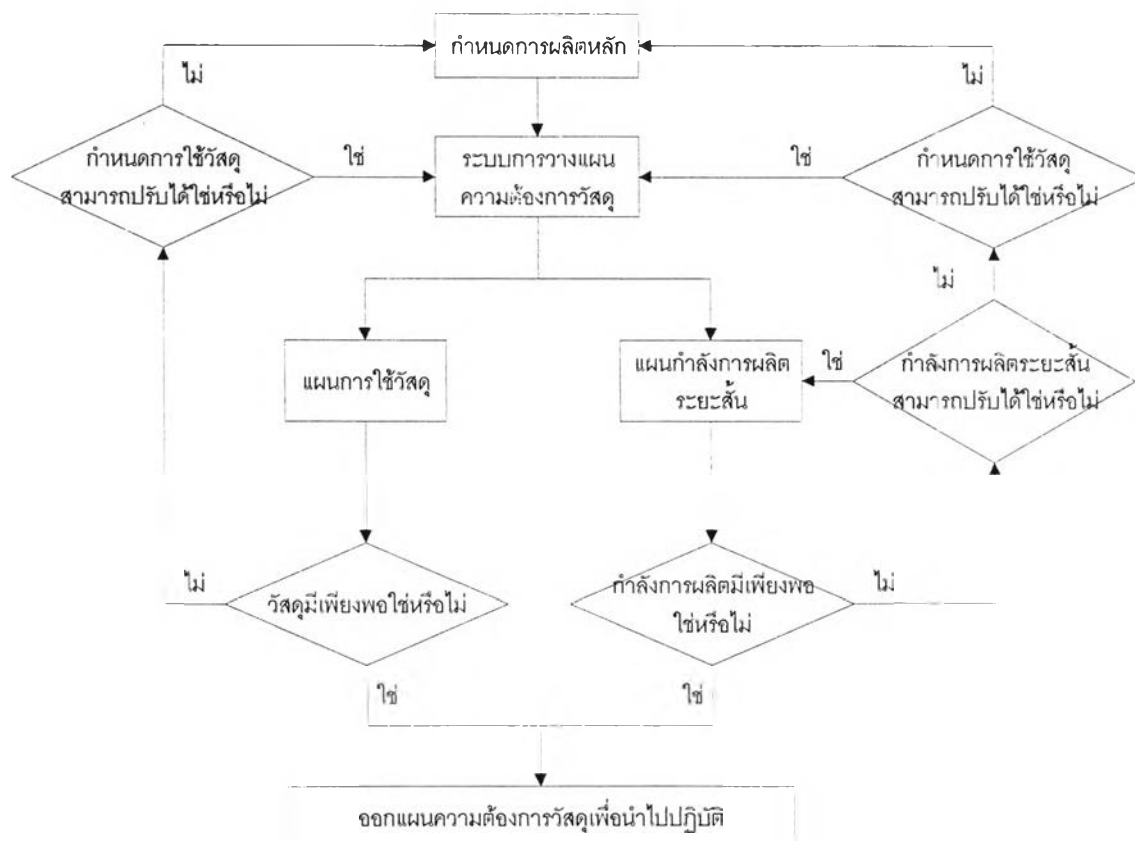 กำหนดการผลิตหลัก
ไม่
ไม่
กำหนดการใช้วัสดุ
สามารถปรับได้ใช่หรือไม่
ใช่
ระบบการวางแผน
ความต้องการวัสดุ
ใช่
กำหนดการใช้วัสดุ
สามารถปรับได้ใช่หรือไม่
ไม่
แผนการใช้วัสดุ
แผนกำลังการผลิต
ระยะสั้น
ใช่
กำลังการผลิตระยะสั้น
สามารถปรับได้ใช่หรือไม่
ไม่
วัสดุมีเพียงพอใช่หรือไม่
กำลังการผลิตมีเพียงพอ
ใช่หรือไม่
ไม่
ใช่
ใช่
ออกแผนความต้องการวัสดุเพื่อนำไปปฏิบัติ